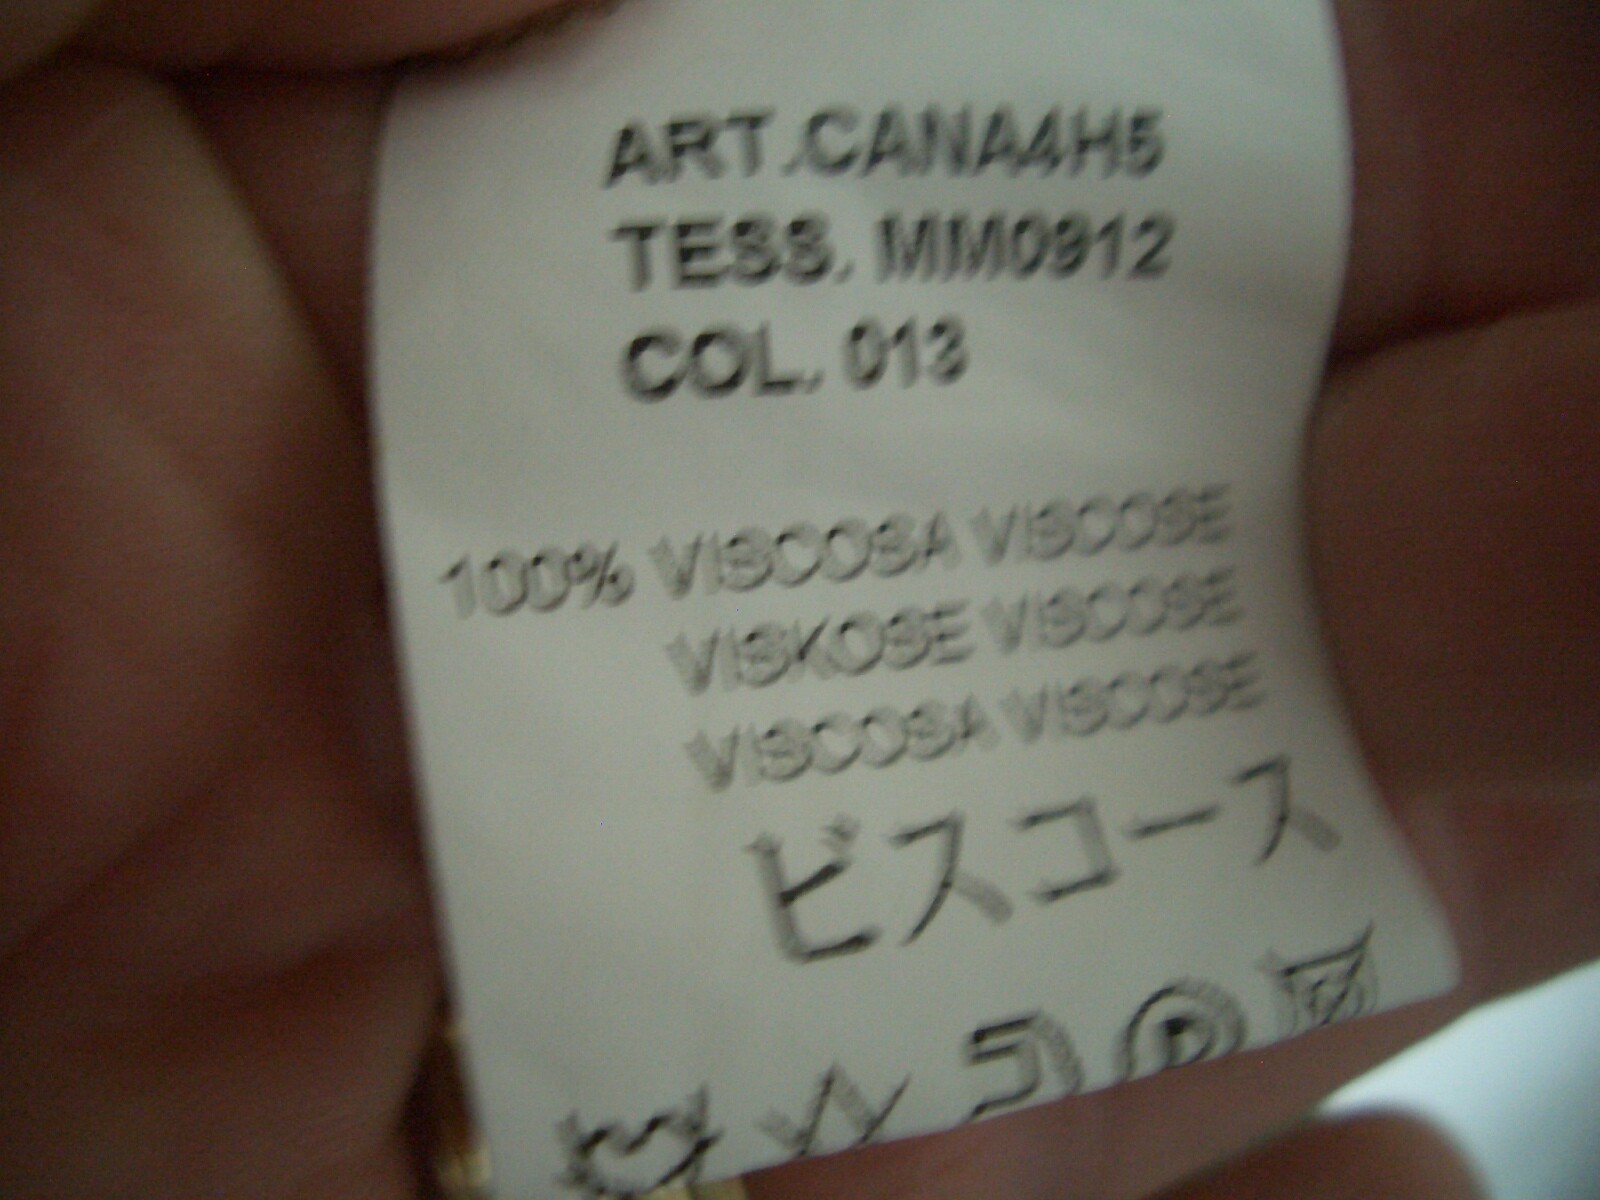 ART.CANA4H5
TESS. MM0912
COL. 013
100% VISCOSA VISCOSE
VISKOSE VISCOSE
VISCOSA VISCOSE
ビスコース
P